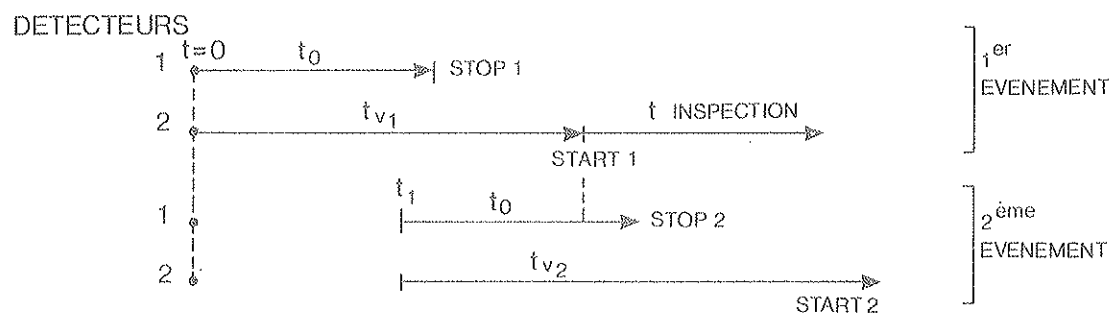 DETECTEURS
t=0
1 t0 STOP 1
2 tv1 t INSPECTION
START 1
1er
EVENEMENT
t1
1 t0 STOP 2
2 tv2
START 2
2ème
EVENEMENT